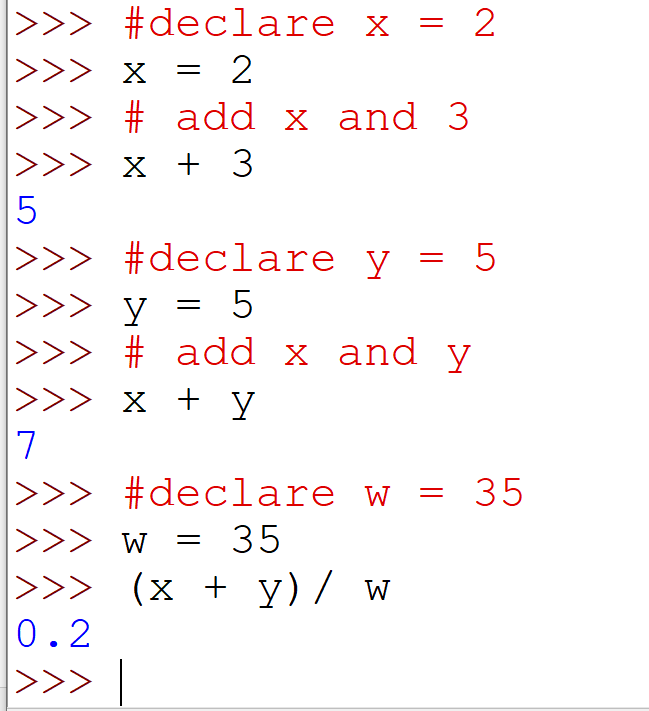 >>> #declare x = 2
>>> x = 2
>>> # add x and 3
>>> x + 3
5
>>> #declare y = 5
>>> y = 5
>>> # add x and y
>>> x + y
7
>>> #declare w = 35
>>> w = 35
>>> (x + y)/ w
0.2
>>>